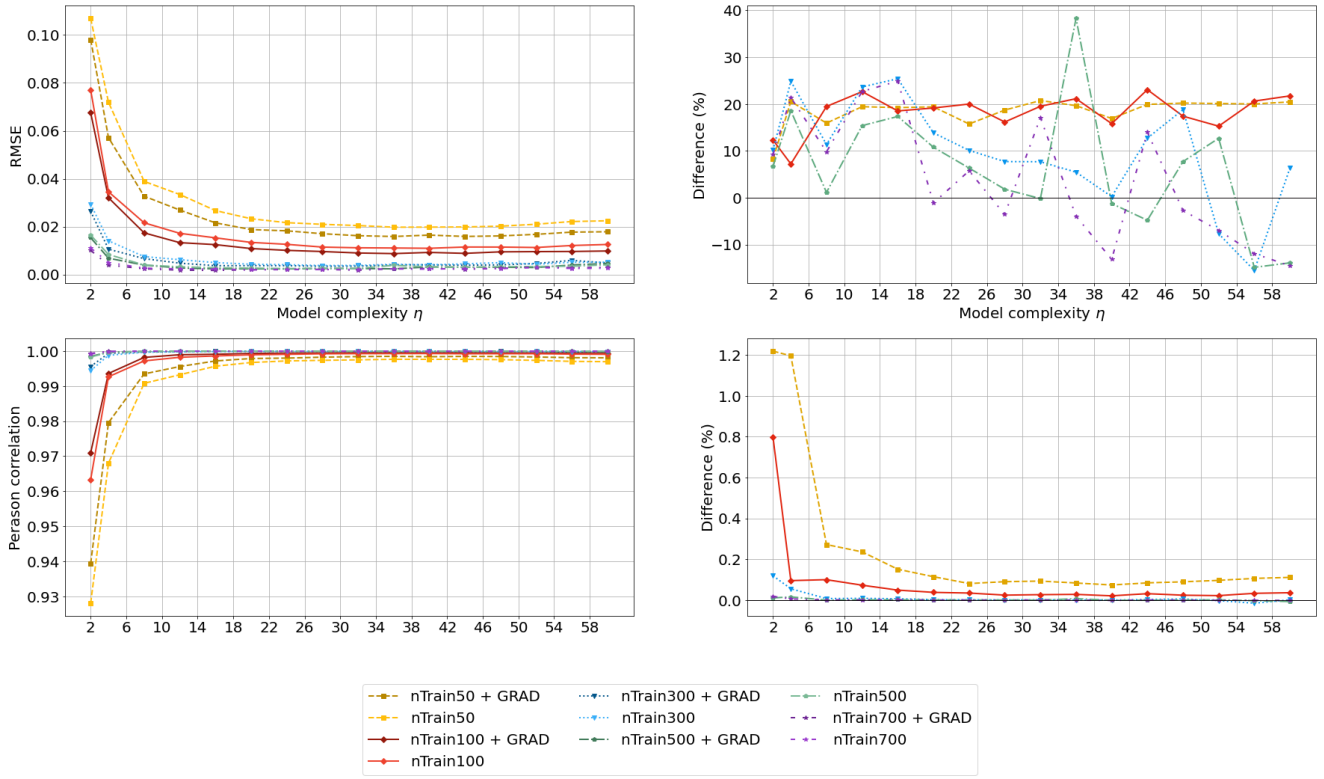 0.10
0.08
0.06
0.04
0.02
0.00
RMSE
2 6 10 14 18 22 26 30 34 38 42 46 50 54 58
Model complexity η
40
30
20
10
0
−10
Difference (%)
2 6 10 14 18 22 26 30 34 38 42 46 50 54 58
Model complexity η
1.00
0.99
0.98
0.97
0.96
0.95
0.94
0.93
Perason correlation
2 6 10 14 18 22 26 30 34 38 42 46 50 54 58
1.2
1.0
0.8
0.6
0.4
0.2
0.0
Difference (%)
2 6 10 14 18 22 26 30 34 38 42 46 50 54 58
nTrain50 + GRAD
nTrain50
nTrain100 + GRAD
nTrain100
nTrain300 + GRAD
nTrain300
nTrain500 + GRAD
nTrain500
nTrain700 + GRAD
nTrain700